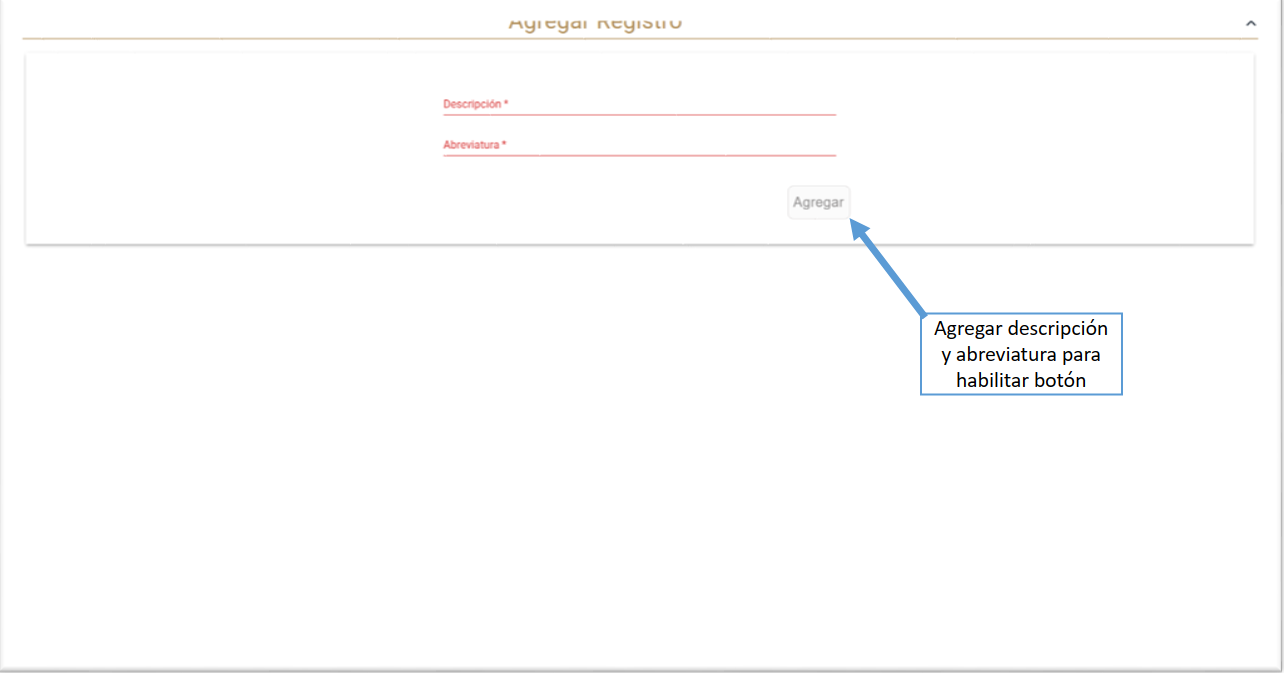 Agregar Registro
Descripción *
Abreviatura *
Agregar
Agregar descripción
y abreviatura para
habilitar botón